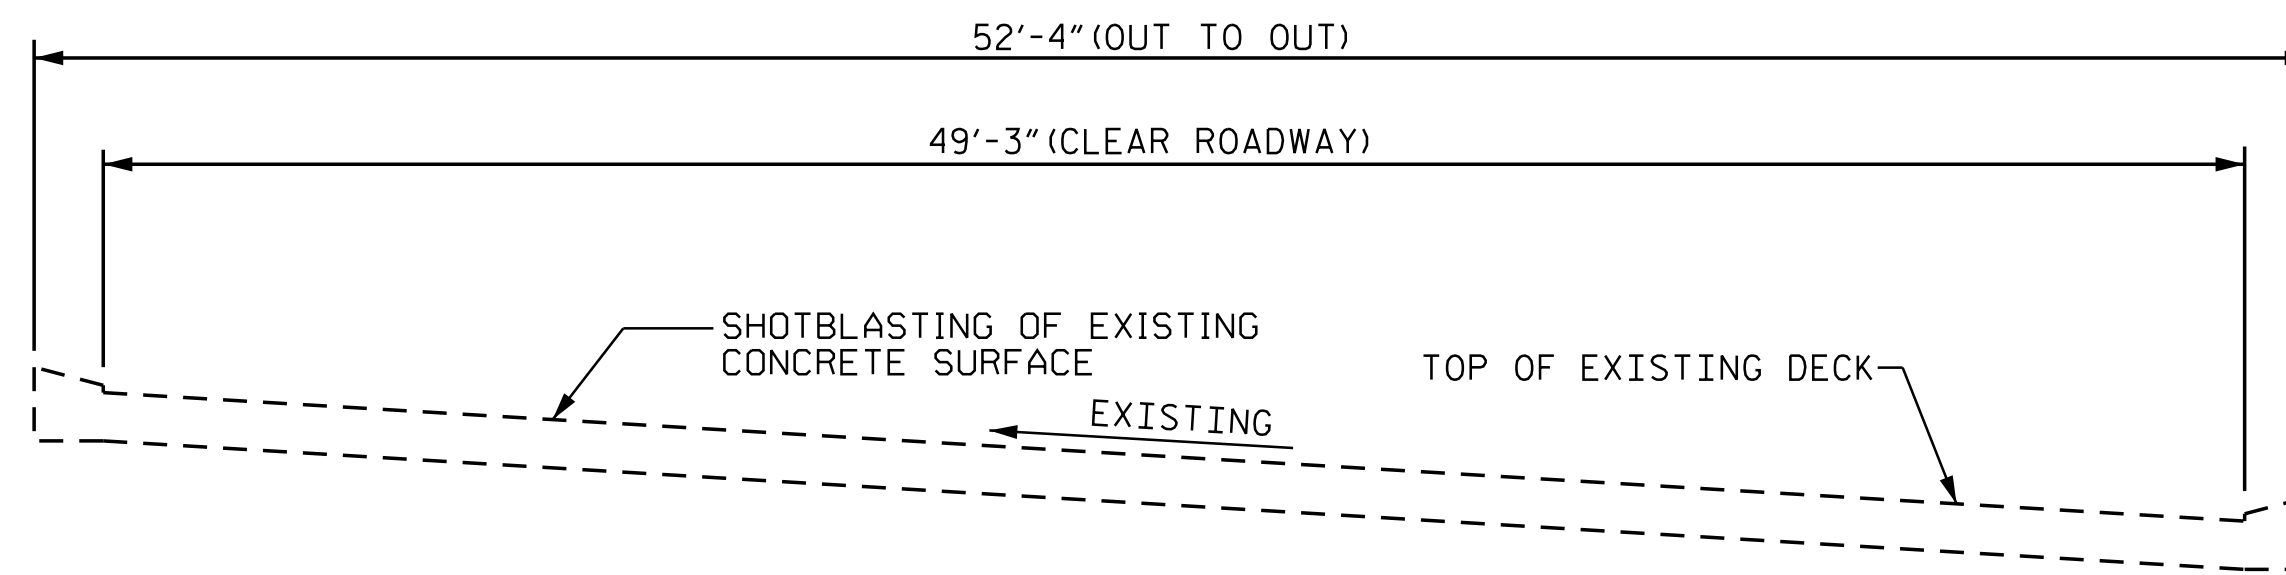 52'-4"(OUT TO OUT)
49'-3"(CLEAR ROADWAY)
SHOTBLASTING OF EXISTING
CONCRETE SURFACE
TOP OF EXISTING DECK
EXISTING